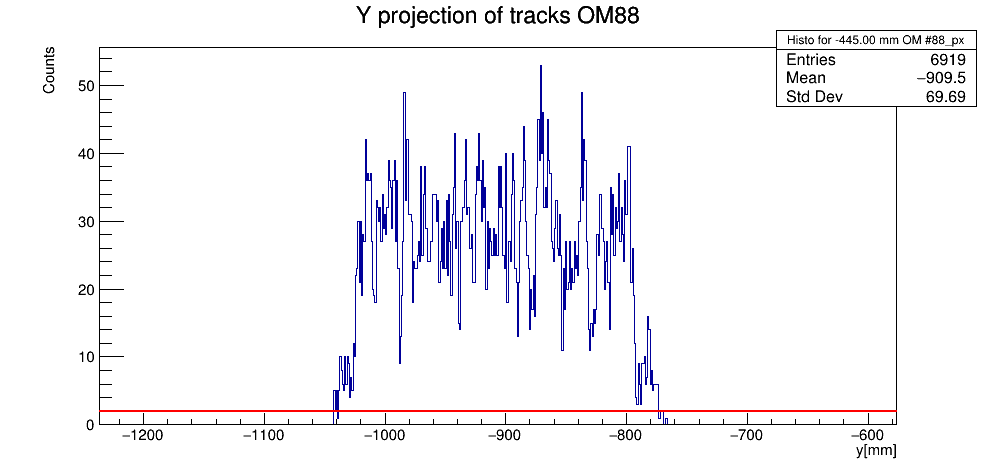 Y projection of tracks OM88
Histo for -445.00 mm OM #88_px
Entries 6919
Mean −909.5
Std Dev 69.69
Counts
50
40
30
20
10
0
−1200 −1100 −1000 −900 −800 −700 −600
y[mm]